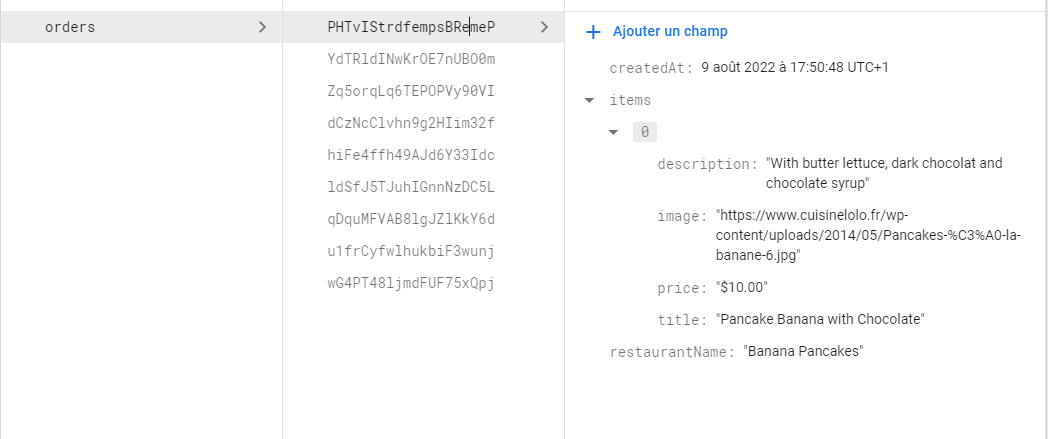 orders
PHTvIStrdfempsBRemeP
YdTRldINwKrOE7nUBO0m
Zq5orqLq6TEPOPVy90VI
dCzNcClvhn9g2HIim32f
hiFe4ffh49AJd6Y33Idc
ldSfJ5TJuhIGnnNzDC5L
qDquMFVAB8lgJZlKkY6d
u1frCyfwlhukbiF3wunj
wG4PT48ljmdFUF75xQpj
+ Ajouter un champ
createdAt: 9 août 2022 à 17:50:48 UTC+1
items
0
description: "With butter lettuce, dark chocolat and
chocolate syrup"
image: "https://www.cuisinelolo.fr/wp-
content/uploads/2014/05/Pancakes-%C3%A0-la-
banane-6.jpg"
price: "$10.00"
title: "Pancake Banana with Chocolate"
restaurantName: "Banana Pancakes"